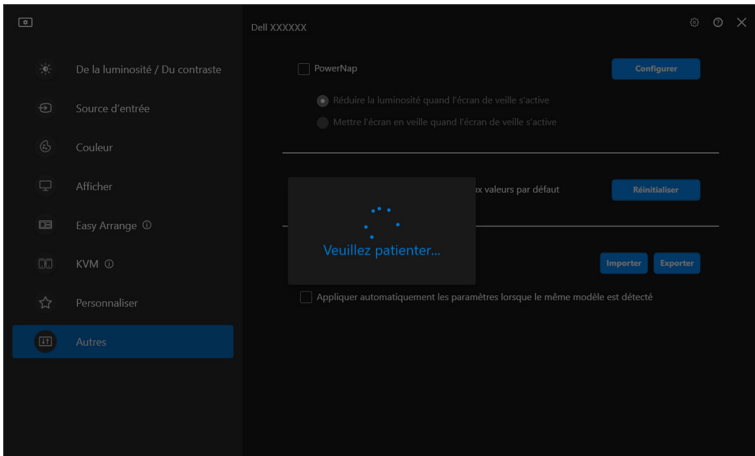 Dell XXXXXX
De la luminosité / Du contraste
Source d'entrée
Couleur
Afficher
Easy Arrange
KVM
Personnaliser
Autres
PowerNap
Configurer
Réduire la luminosité quand l'écran de veille s'active
Mettre l'écran en veille quand l'écran de veille s'active
valeurs par défaut
Réinitialiser
Veuillez patienter...
Importer
Exporter
Appliquer automatiquement les paramètres lorsque le même modèle est détecté